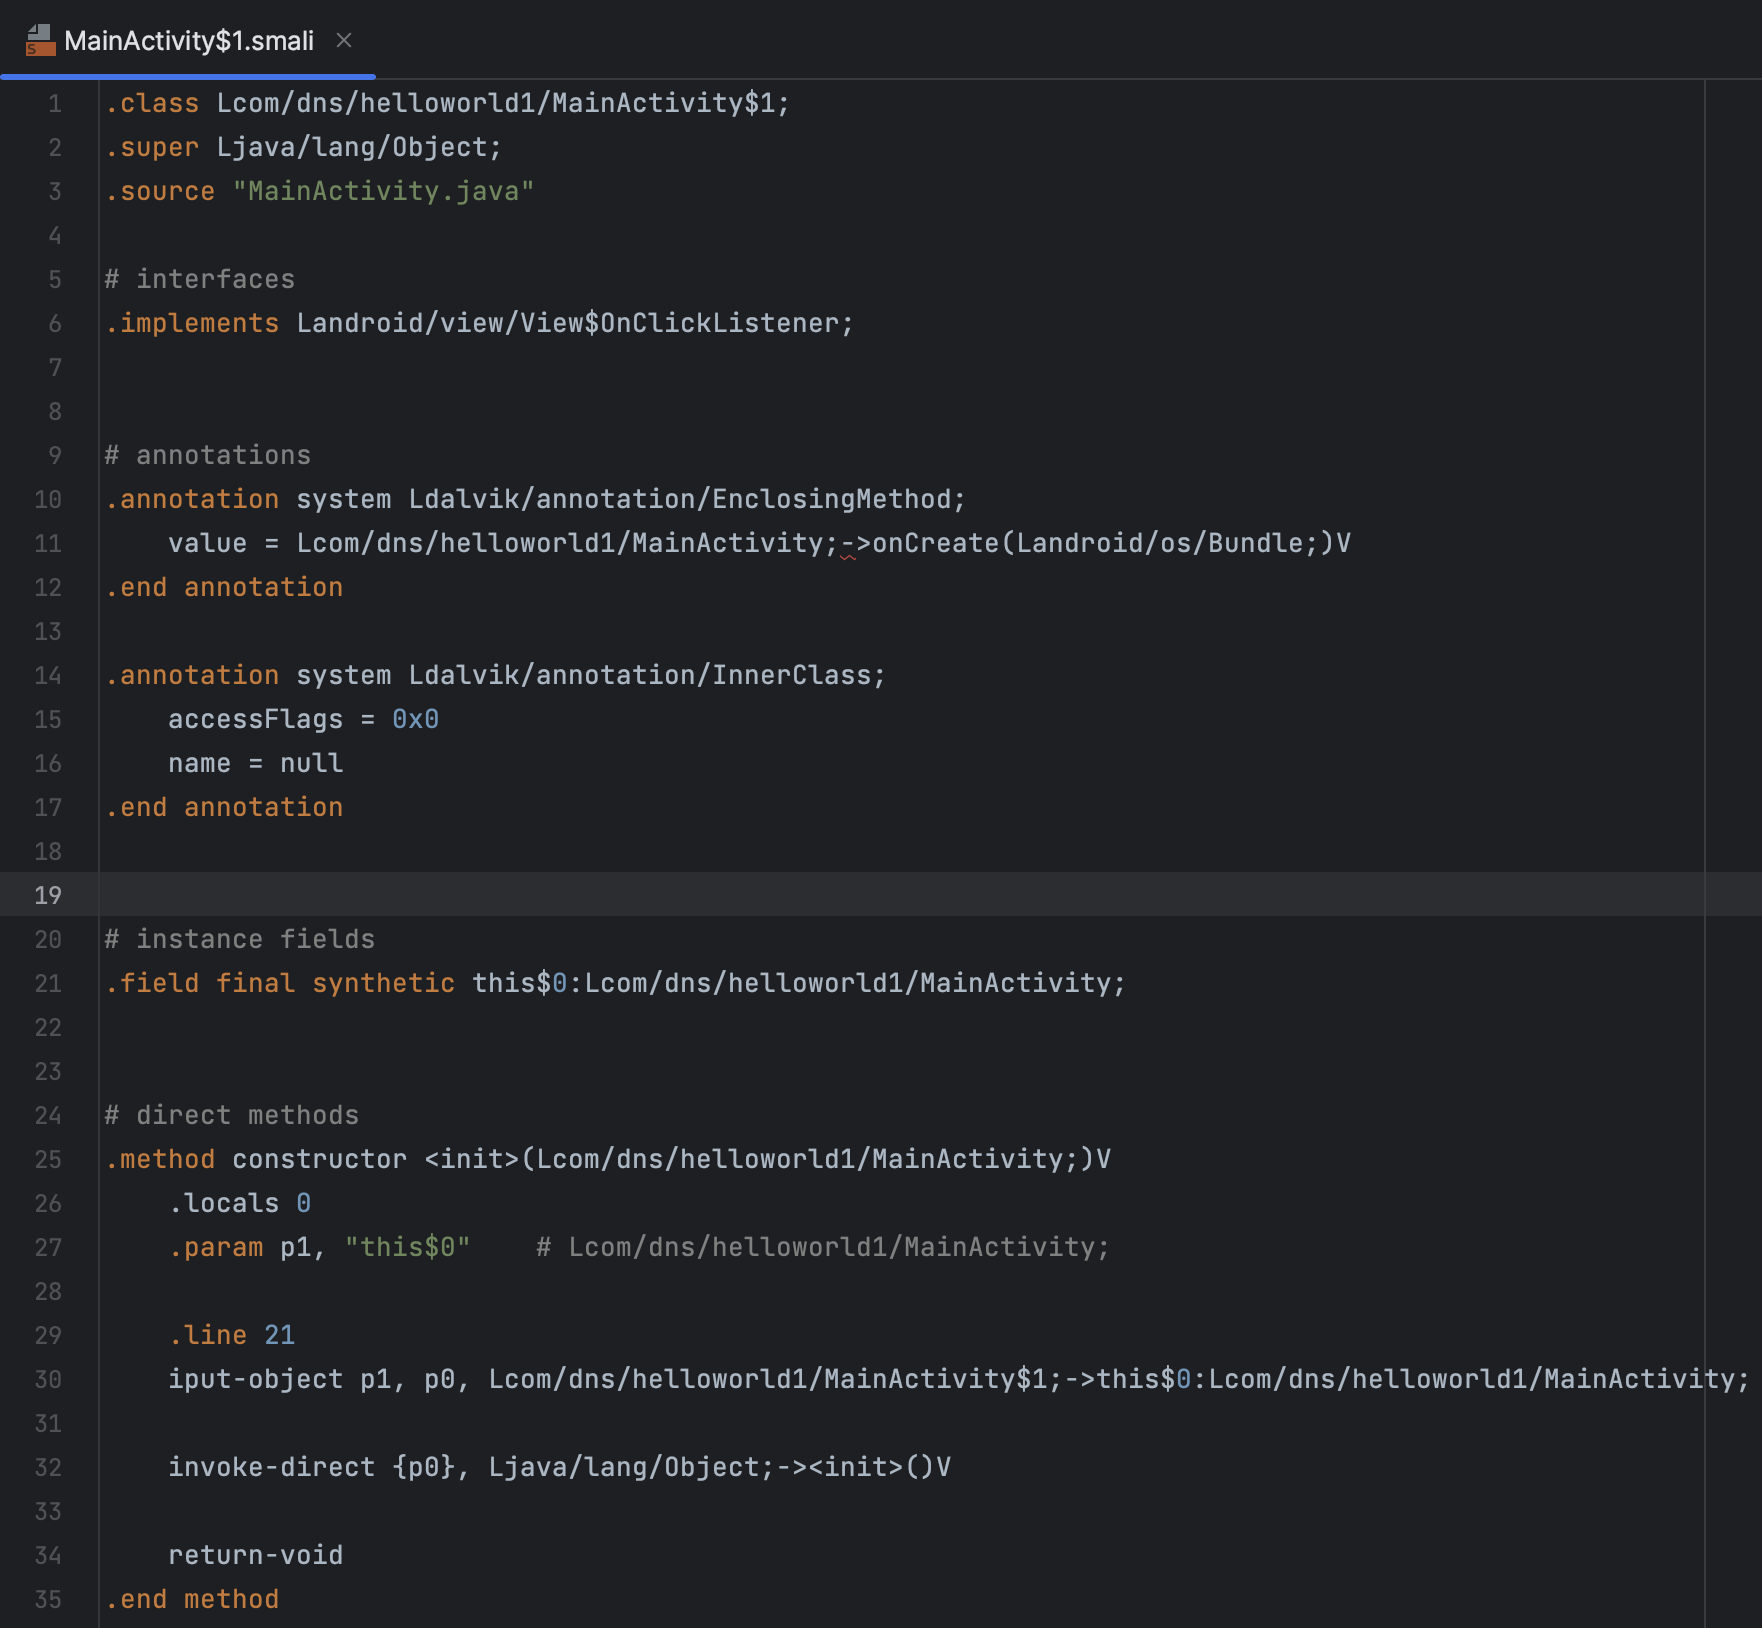 MainActivity$1.smali
1 .class Lcom/dns/helloworld1/MainActivity$1;
2 .super Ljava/lang/Object;
3 .source "MainActivity.java"
4
5 # interfaces
6 .implements Landroid/view/View$OnClickListener;
7
8
9 # annotations
10 .annotation system Ldalvik/annotation/EnclosingMethod;
11     value = Lcom/dns/helloworld1/MainActivity;->onCreate(Landroid/os/Bundle;)V
12 .end annotation
13
14 .annotation system Ldalvik/annotation/InnerClass;
15     accessFlags = 0x0
16     name = null
17 .end annotation
18
19
20 # instance fields
21 .field final synthetic this$0:Lcom/dns/helloworld1/MainActivity;
22
23
24 # direct methods
25 .method constructor <init>(Lcom/dns/helloworld1/MainActivity;)V
26     .locals 0
27     .param p1, "this$0"    # Lcom/dns/helloworld1/MainActivity;
28
29     .line 21
30     iput-object p1, p0, Lcom/dns/helloworld1/MainActivity$1;->this$0:Lcom/dns/helloworld1/MainActivity;
31
32     invoke-direct {p0}, Ljava/lang/Object;-><init>()V
33
34     return-void
35 .end method